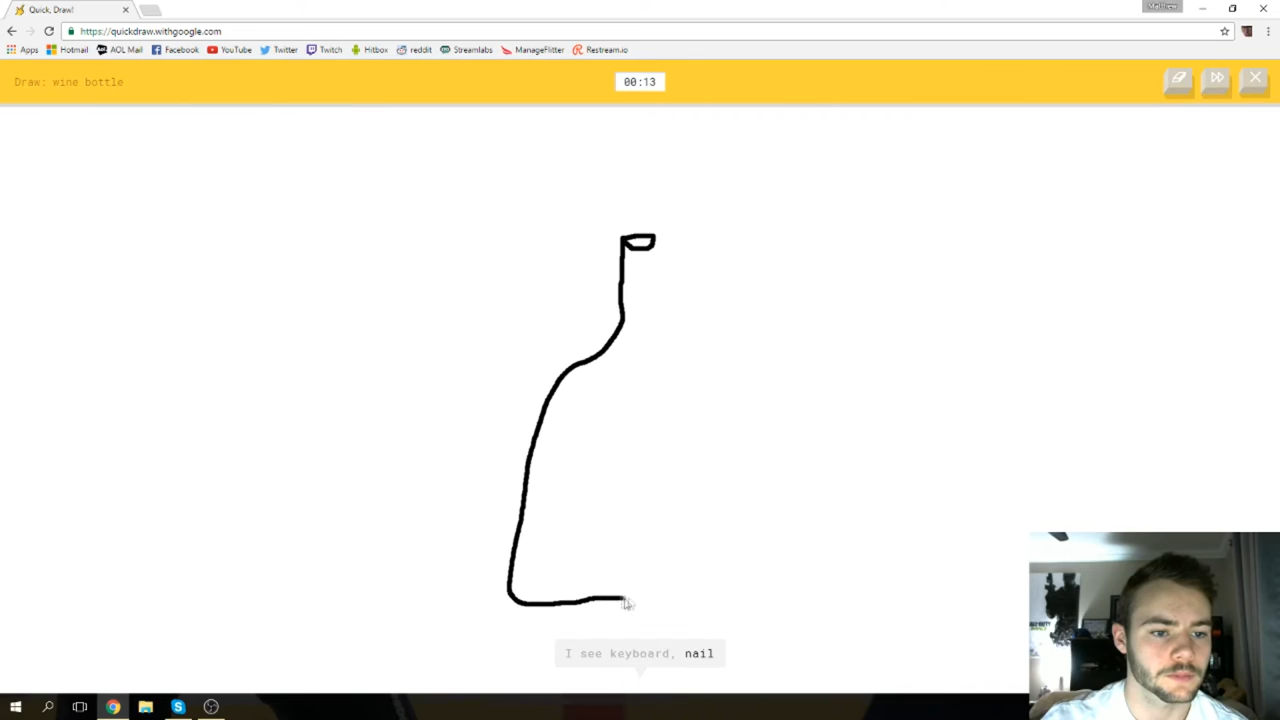 Quick, Draw!
Matthew
https://quickdraw.withgoogle.com
Apps Hotmail AOL Mail Facebook YouTube Twitter Twitch Hitbox reddit Streamlabs ManageFlitter Restream.io
Draw: wine bottle
00:13
I see keyboard, nail